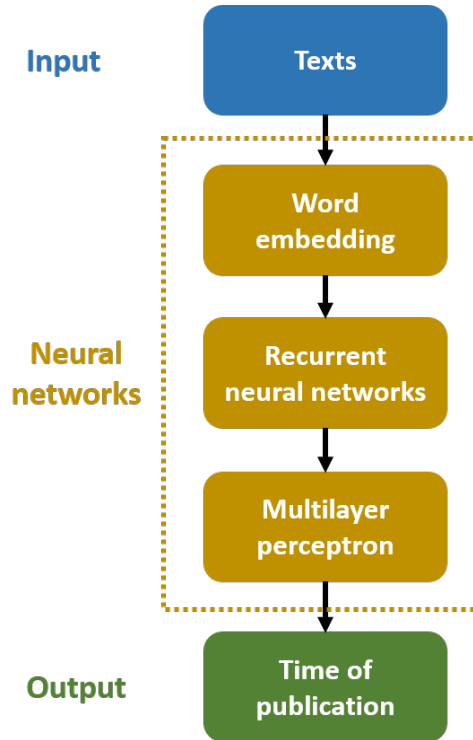 Input
Texts
Word
embedding
Neural
networks
Recurrent
neural networks
Multilayer
perceptron
Output
Time of
publication